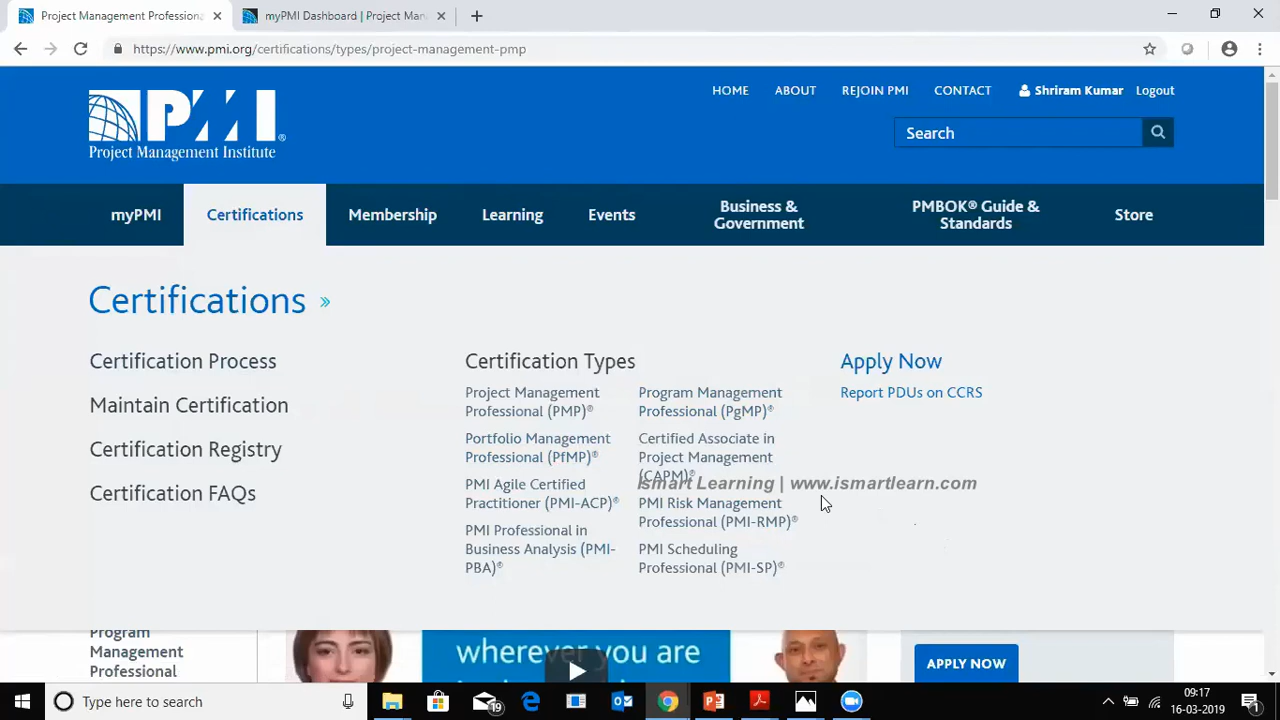 Project Management Professiona
myPMI Dashboard | Project Man
https://www.pmi.org/certifications/types/project-management-pmp
PMI®
Project Management Institute
HOME ABOUT REJOIN PMI CONTACT Shriram Kumar Logout
Search
myPMI Certifications Membership Learning Events Business & Government PMBOK® Guide & Standards Store
Certifications »
Certification Process
Maintain Certification
Certification Registry
Certification FAQs
Certification Types
Project Management
Professional (PMP)®
Portfolio Management
Professional (PfMP)®
PMI Agile Certified
Practitioner (PMI-ACP)®
PMI Professional in
Business Analysis (PMI-
PBA)®
Program Management
Professional (PgMP)®
Certified Associate in
Project Management
(CAPM)®
PMI Risk Management
Professional (PMI-RMP)®
PMI Scheduling
Professional (PMI-SP)®
Apply Now
Report PDUs on CCRS
ismart Learning | www.ismartlearn.com
Program
Management
Professional
wherever you are
APPLY NOW
Type here to search
19
09:17
16-03-2019
1